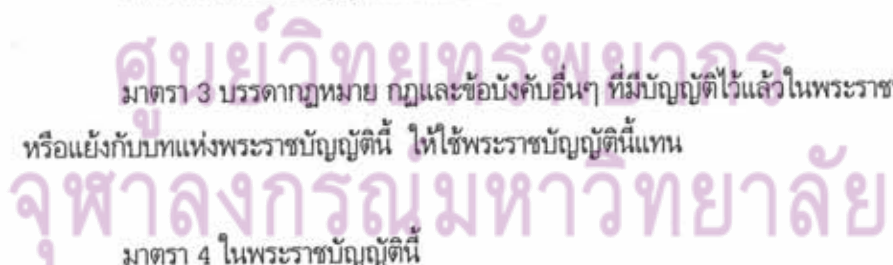 ศูนย์วิทยทรัพยากร
มาตรา 3 บรรดากฎหมาย กฎและข้อบังคับอื่นๆ ที่มีบัญญัติไว้แล้วในพระราช
หรือแย้งกับบทแห่งพระราชบัญญัตินี้ ให้ใช้พระราชบัญญัตินี้แทน
จุฬาลงกรณ์มหาวิทยาลัย
มาตรา 4 ในพระราชบัญญัตินี้